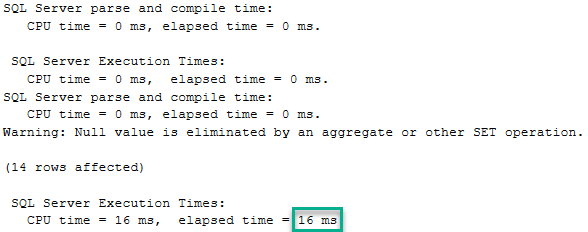 SQL Server parse and compile time:
CPU time = 0 ms, elapsed time = 0 ms.
SQL Server Execution Times:
CPU time = 0 ms,  elapsed time = 0 ms.
SQL Server parse and compile time:
CPU time = 0 ms, elapsed time = 0 ms.
Warning: Null value is eliminated by an aggregate or other SET operation.
(14 rows affected)
SQL Server Execution Times:
CPU time = 16 ms,  elapsed time = 16 ms